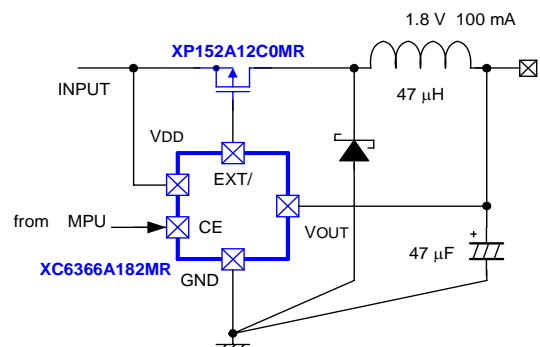 1.8 V 100 mA
XP152A12C0MR
INPUT
47 μH
VDD
EXT/
from MPU
CE
VOUT
XC6366A182MR
GND
+
47 μF